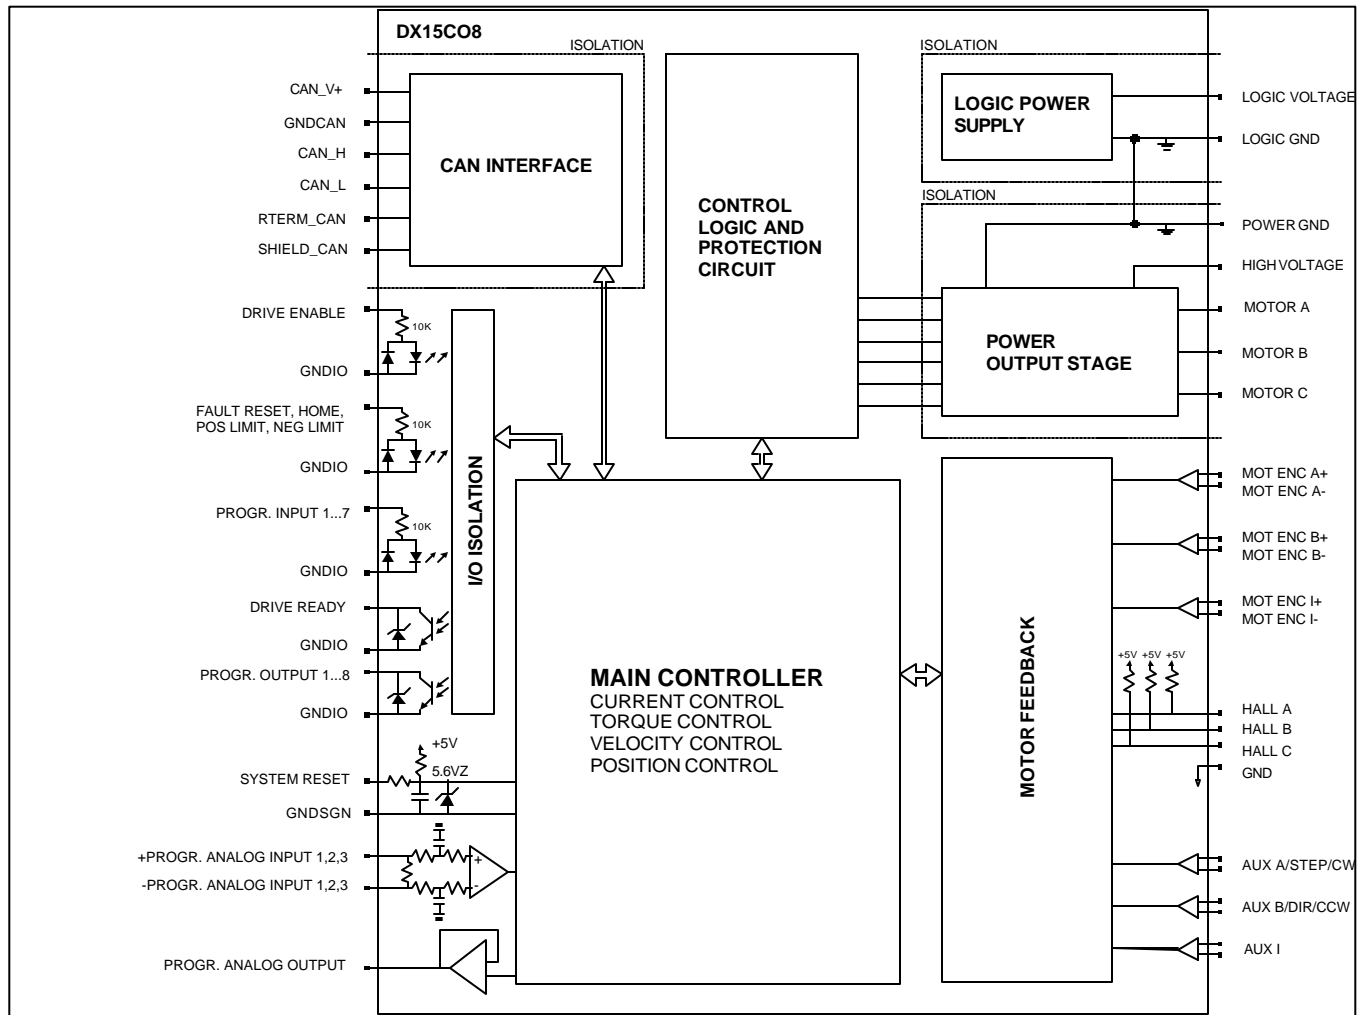 DX15CO8
ISOLATION
CAN_V+
GNDCAN
CAN_H
CAN_L
RTERM_CAN
SHIELD_CAN
CAN INTERFACE
DRIVE ENABLE
10K
GNDIO
FAULT RESET, HOME,
POS LIMIT, NEG LIMIT
10K
GNDIO
PROGR. INPUT 1...7
10K
GNDIO
DRIVE READY
GNDIO
PROGR. OUTPUT 1...8
GNDIO
I/O ISOLATION
+5V
5.6VZ
SYSTEM RESET
GNDSGN
+PROGR. ANALOG INPUT 1,2,3
-PROGR. ANALOG INPUT 1,2,3
+
-
PROGR. ANALOG OUTPUT
CONTROL
LOGIC AND
PROTECTION
CIRCUIT
MAIN CONTROLLER
CURRENT CONTROL
TORQUE CONTROL
VELOCITY CONTROL
POSITION CONTROL
ISOLATION
LOGIC POWER
SUPPLY
LOGIC VOLTAGE
LOGIC GND
ISOLATION
POWER GND
HIGH VOLTAGE
POWER
OUTPUT STAGE
MOTOR A
MOTOR B
MOTOR C
MOTOR FEEDBACK
MOT ENC A+
MOT ENC A-
MOT ENC B+
MOT ENC B-
MOT ENC I+
MOT ENC I-
+5V +5V +5V
HALL A
HALL B
HALL C
GND
AUX A/STEP/CW
AUX B/DIR/CCW
AUX I